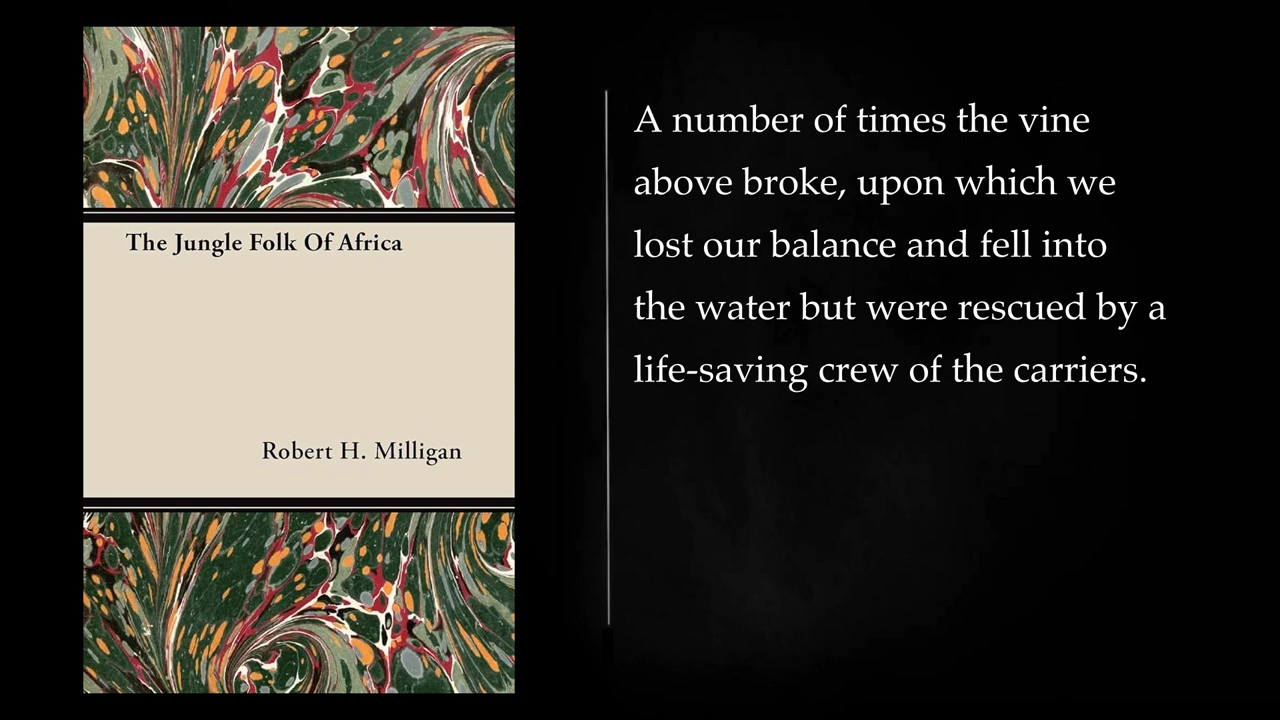 The Jungle Folk Of Africa
Robert H. Milligan
A number of times the vine
above broke, upon which we
lost our balance and fell into
the water but were rescued by a
life-saving crew of the carriers.